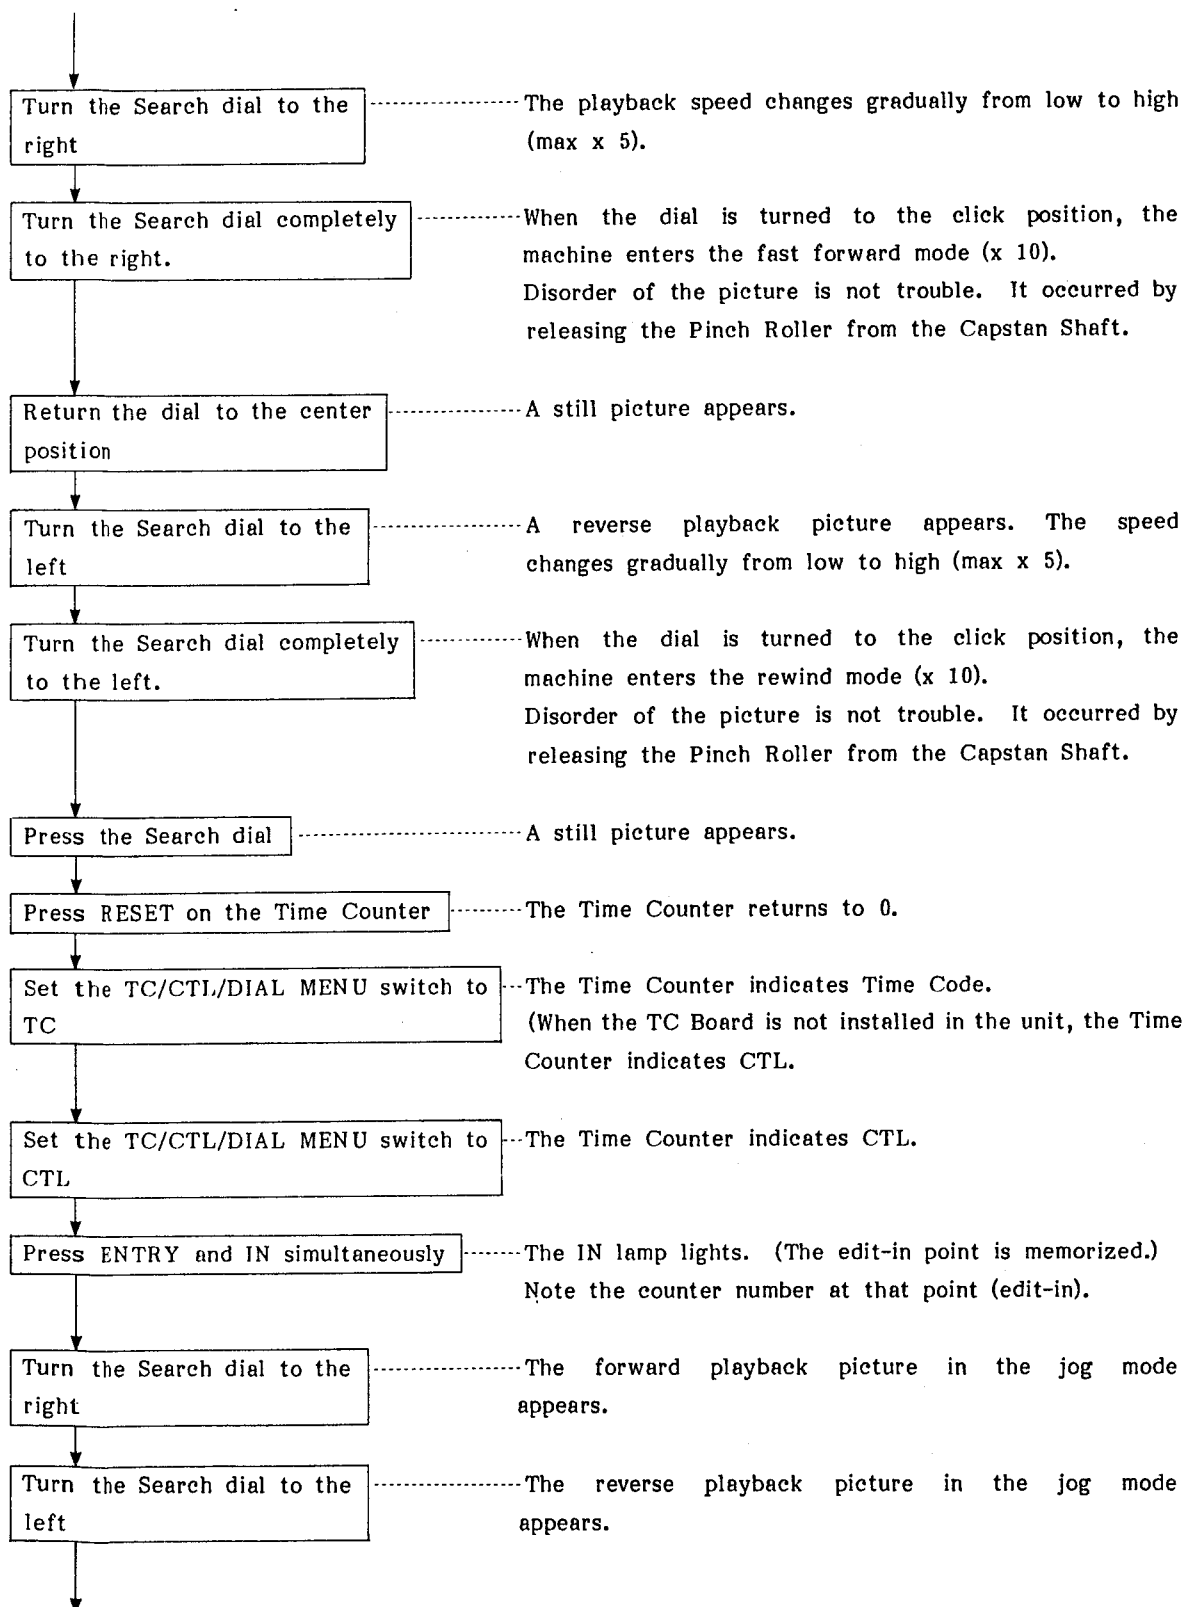 Turn the Search dial to the
right
The playback speed changes gradually from low to high
(max x 5).
Turn the Search dial completely
to the right.
When the dial is turned to the click position, the
machine enters the fast forward mode (x 10).
Disorder of the picture is not trouble. It occurred by
releasing the Pinch Roller from the Capstan Shaft.
Return the dial to the center
position
A still picture appears.
Turn the Search dial to the
left
A reverse playback picture appears. The speed
changes gradually from low to high (max x 5).
Turn the Search dial completely
to the left.
When the dial is turned to the click position, the
machine enters the rewind mode (x 10).
Disorder of the picture is not trouble. It occurred by
releasing the Pinch Roller from the Capstan Shaft.
Press the Search dial
A still picture appears.
Press RESET on the Time Counter
The Time Counter returns to 0.
Set the TC/CTL/DIAL MENU switch to
TC
The Time Counter indicates Time Code.
(When the TC Board is not installed in the unit, the Time
Counter indicates CTL.
Set the TC/CTL/DIAL MENU switch to
CTL
The Time Counter indicates CTL.
Press ENTRY and IN simultaneously
The IN lamp lights. (The edit-in point is memorized.)
Note the counter number at that point (edit-in).
Turn the Search dial to the
right
The forward playback picture in the jog mode
appears.
Turn the Search dial to the
left
The reverse playback picture in the jog mode
appears.